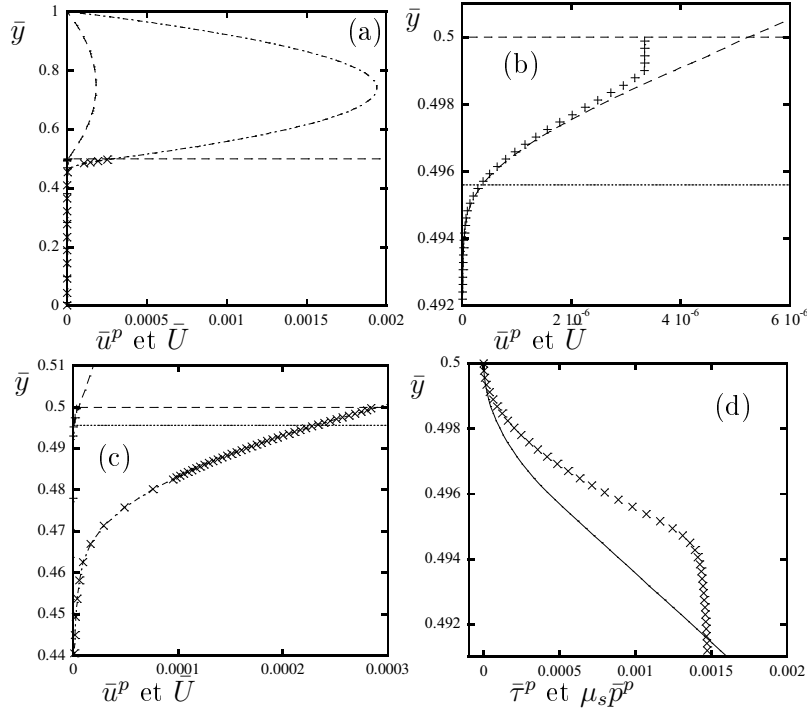 ȳ
(a)
1
0.8
0.6
0.4
0.2
0
0 0.0005 0.001 0.0015 0.002
ū^p et Ū
ȳ
(b)
0.5
0.498
0.496
0.494
0.492
0 2 10^-6 4 10^-6 6 10^-6
ū^p et Ū
ȳ
(c)
0.51
0.5
0.49
0.48
0.47
0.46
0.45
0.44
0 0.0001 0.0002 0.0003
ū^p et Ū
ȳ
(d)
0.5
0.498
0.496
0.494
0.492
0 0.0005 0.001 0.0015 0.002
τ̄^p et μ_s p̄^p